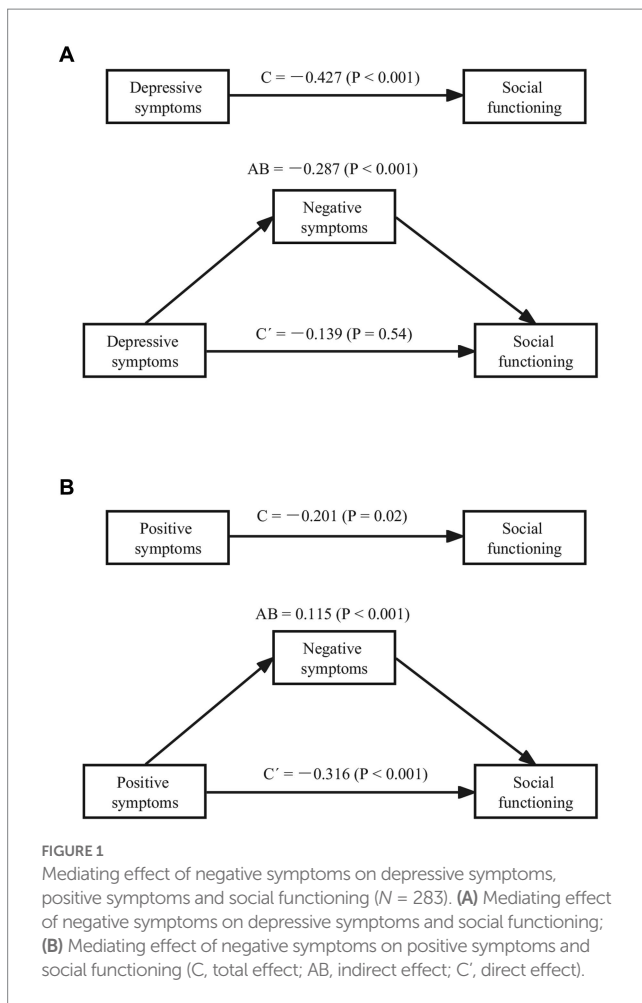 A
Depressive
symptoms
C = −0.427 (P < 0.001)
Social
functioning
AB = −0.287 (P < 0.001)
Negative
symptoms
Depressive
symptoms
C´ = −0.139 (P = 0.54)
Social
functioning
B
Positive
symptoms
C = −0.201 (P = 0.02)
Social
functioning
AB = 0.115 (P < 0.001)
Negative
symptoms
Positive
symptoms
C´ = −0.316 (P < 0.001)
Social
functioning
FIGURE 1
Mediating effect of negative symptoms on depressive symptoms,
positive symptoms and social functioning (N = 283). (A) Mediating effect
of negative symptoms on depressive symptoms and social functioning;
(B) Mediating effect of negative symptoms on positive symptoms and
social functioning (C, total effect; AB, indirect effect; C′, direct effect).